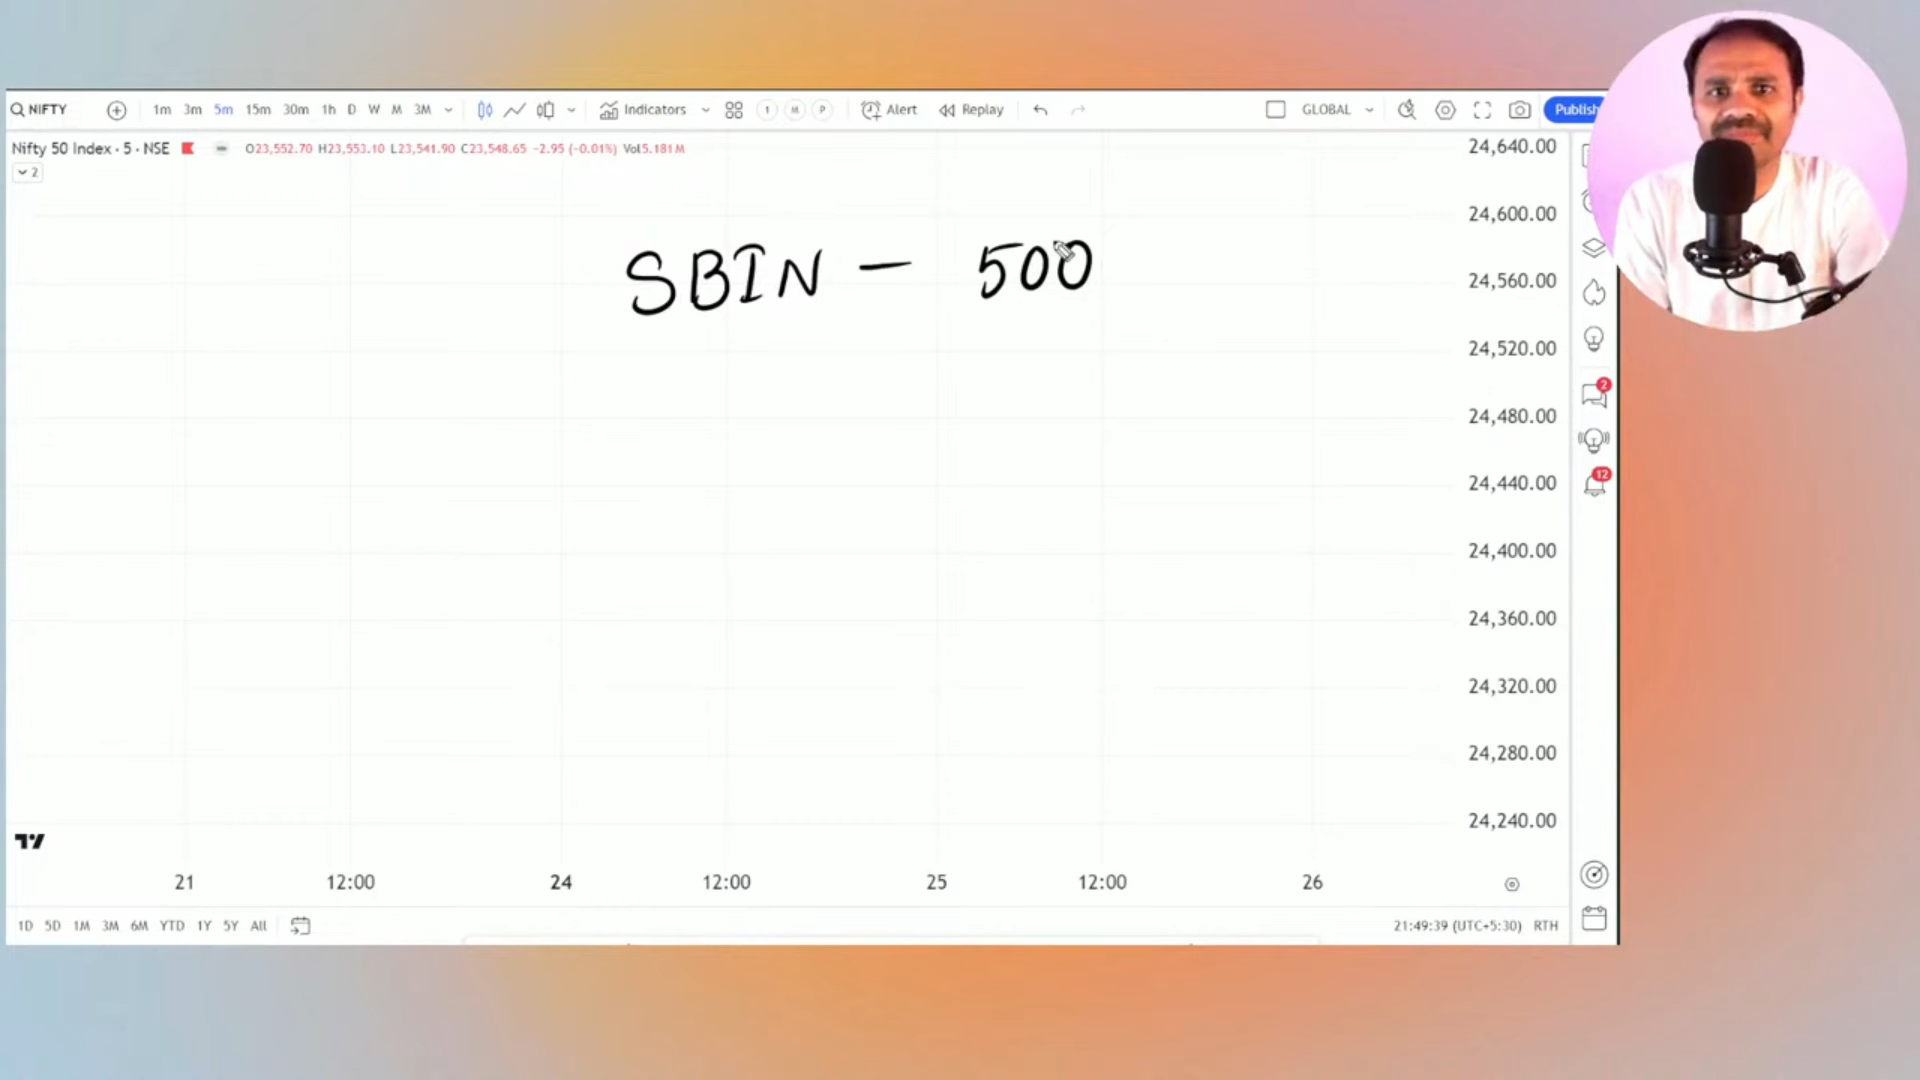 NIFTY 1m 3m 5m 15m 30m 1h D W M 3M Indicators 1 M P Alert Replay GLOBAL Publish
Nifty 50 Index · 5 · NSE O23,552.70 H23,553.10 L23,541.90 C23,548.65 -2.95 (-0.01%) Vol5.181M
2
24,640.00
24,600.00
SBIN - 500
24,560.00
24,520.00
2
24,480.00
12
24,440.00
24,400.00
24,360.00
24,320.00
24,280.00
24,240.00
21 12:00 24 12:00 25 12:00 26
1D 5D 1M 3M 6M YTD 1Y 5Y All 21:49:39 (UTC+5:30) RTH